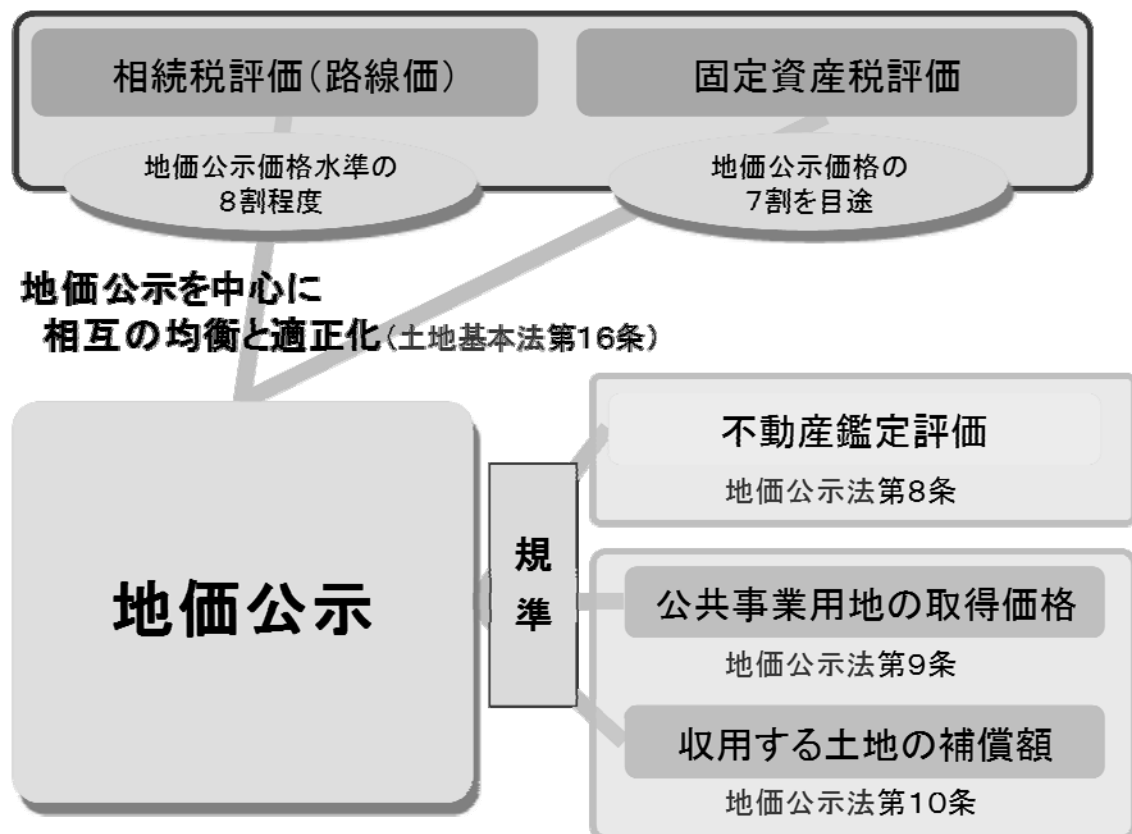 相続税評価(路線価)
固定資産税評価
地価公示価格水準の
8割程度
地価公示価格の
7割を目途
地価公示を中心に
相互の均衡と適正化(土地基本法第16条)
地価公示
規
準
不動産鑑定評価
地価公示法第8条
公共事業用地の取得価格
地価公示法第9条
収用する土地の補償額
地価公示法第10条